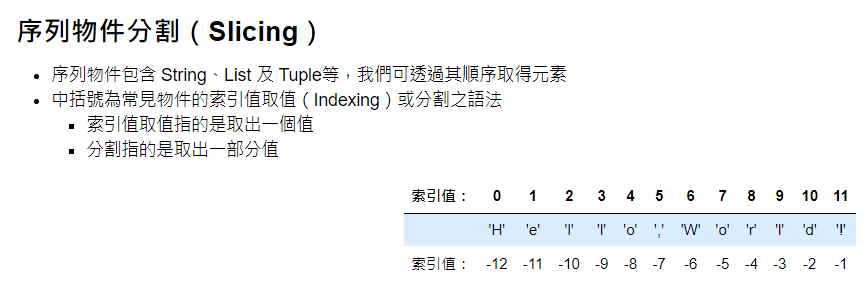 序列物件分割（Slicing）
序列物件包含 String、List 及 Tuple等，我們可透過其順序取得元素
中括號為常見物件的索引值取值（Indexing）或分割之語法
索引值取值指的是取出一個值
分割指的是取出一部分值
索引值： 0 1 2 3 4 5 6 7 8 9 10 11
'H' 'e' 'l' 'l' 'o' ',' 'W' 'o' 'r' 'l' 'd' '!'
索引值： -12 -11 -10 -9 -8 -7 -6 -5 -4 -3 -2 -1